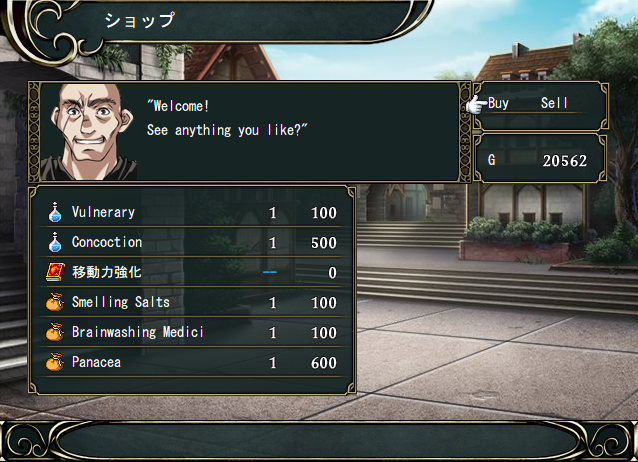 ショップ
"Welcome!
See anything you like?"
Buy Sell
G 20562
Vulnerary 1 100
Concoction 1 500
移動力強化 -- 0
Smelling Salts 1 100
Brainwashing Medici 1 100
Panacea 1 600